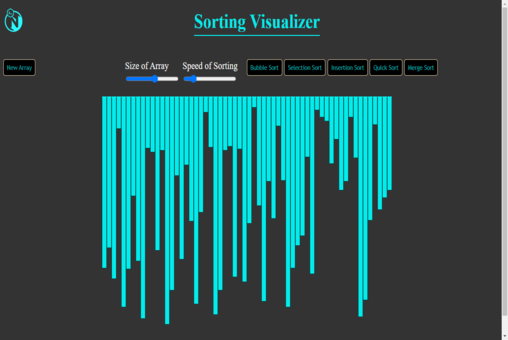 Sorting Visualizer
New Array
Size of Array
Speed of Sorting
Bubble Sort
Selection Sort
Insertion Sort
Quick Sort
Merge Sort